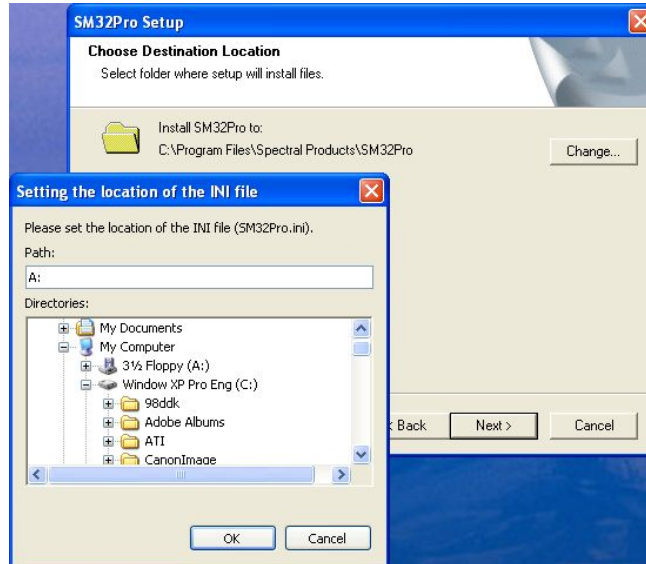 SM32Pro Setup
Choose Destination Location
Select folder where setup will install files.
Install SM32Pro to:
C:\Program Files\Spectral Products\SM32Pro
Change...
Setting the location of the INI file
Please set the location of the INI file (SM32Pro.ini).
Path:
A:
Directories:
My Documents
My Computer
3½ Floppy (A:)
Window XP Pro Eng (C:)
98ddk
Adobe Albums
ATI
CanonImage
OK
Cancel
< Back
Next >
Cancel